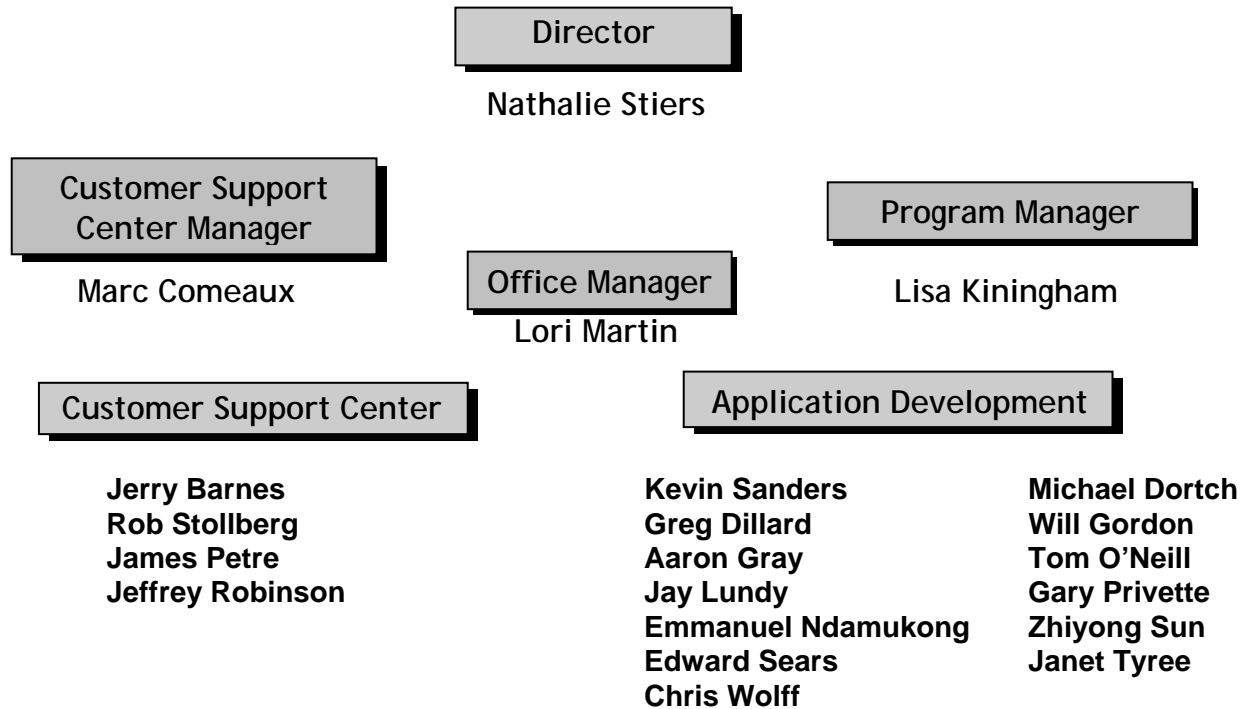 Director
Nathalie Stiers
Customer Support
Center Manager
Marc Comeaux
Office Manager
Lori Martin
Program Manager
Lisa Kiningham
Customer Support Center
Jerry Barnes
Rob Stollberg
James Petre
Jeffrey Robinson
Application Development
Kevin Sanders
Greg Dillard
Aaron Gray
Jay Lundy
Emmanuel Ndamukong
Edward Sears
Chris Wolff
Michael Dortch
Will Gordon
Tom O’Neill
Gary Privette
Zhiyong Sun
Janet Tyree